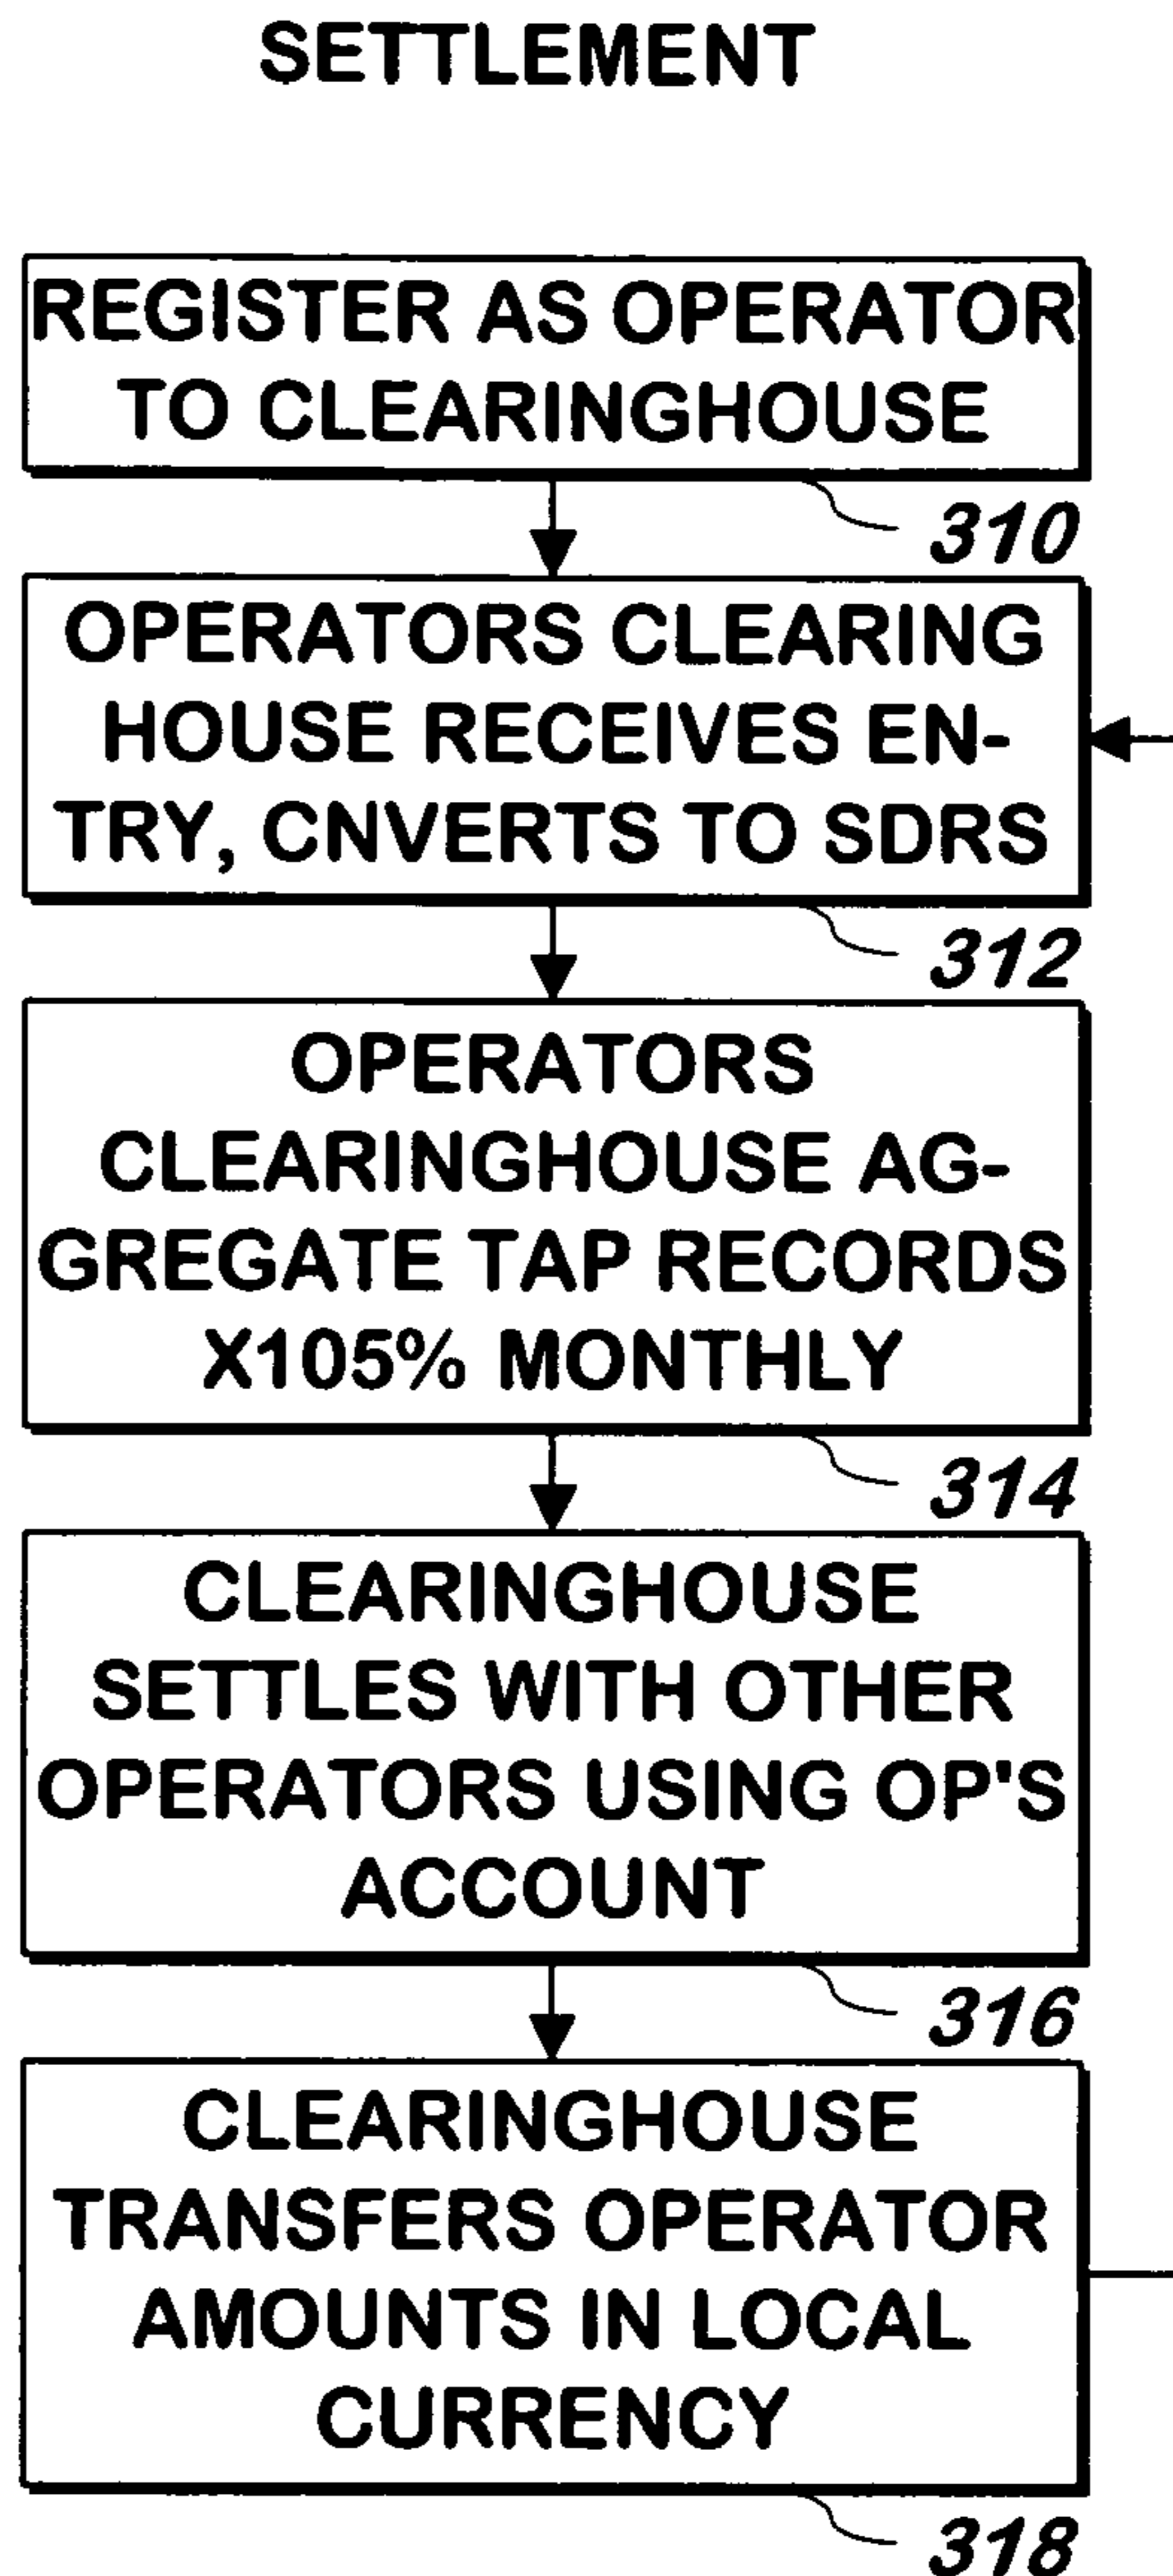 SETTLEMENT
REGISTER AS OPERATOR
TO CLEARINGHOUSE
310
OPERATORS CLEARING
HOUSE RECEIVES EN-
TRY, CNVERTS TO SDRS
312
OPERATORS
CLEARINGHOUSE AG-
GREGATE TAP RECORDS
X105% MONTHLY
314
CLEARINGHOUSE
SETTLES WITH OTHER
OPERATORS USING OP'S
ACCOUNT
316
CLEARINGHOUSE
TRANSFERS OPERATOR
AMOUNTS IN LOCAL
CURRENCY
318